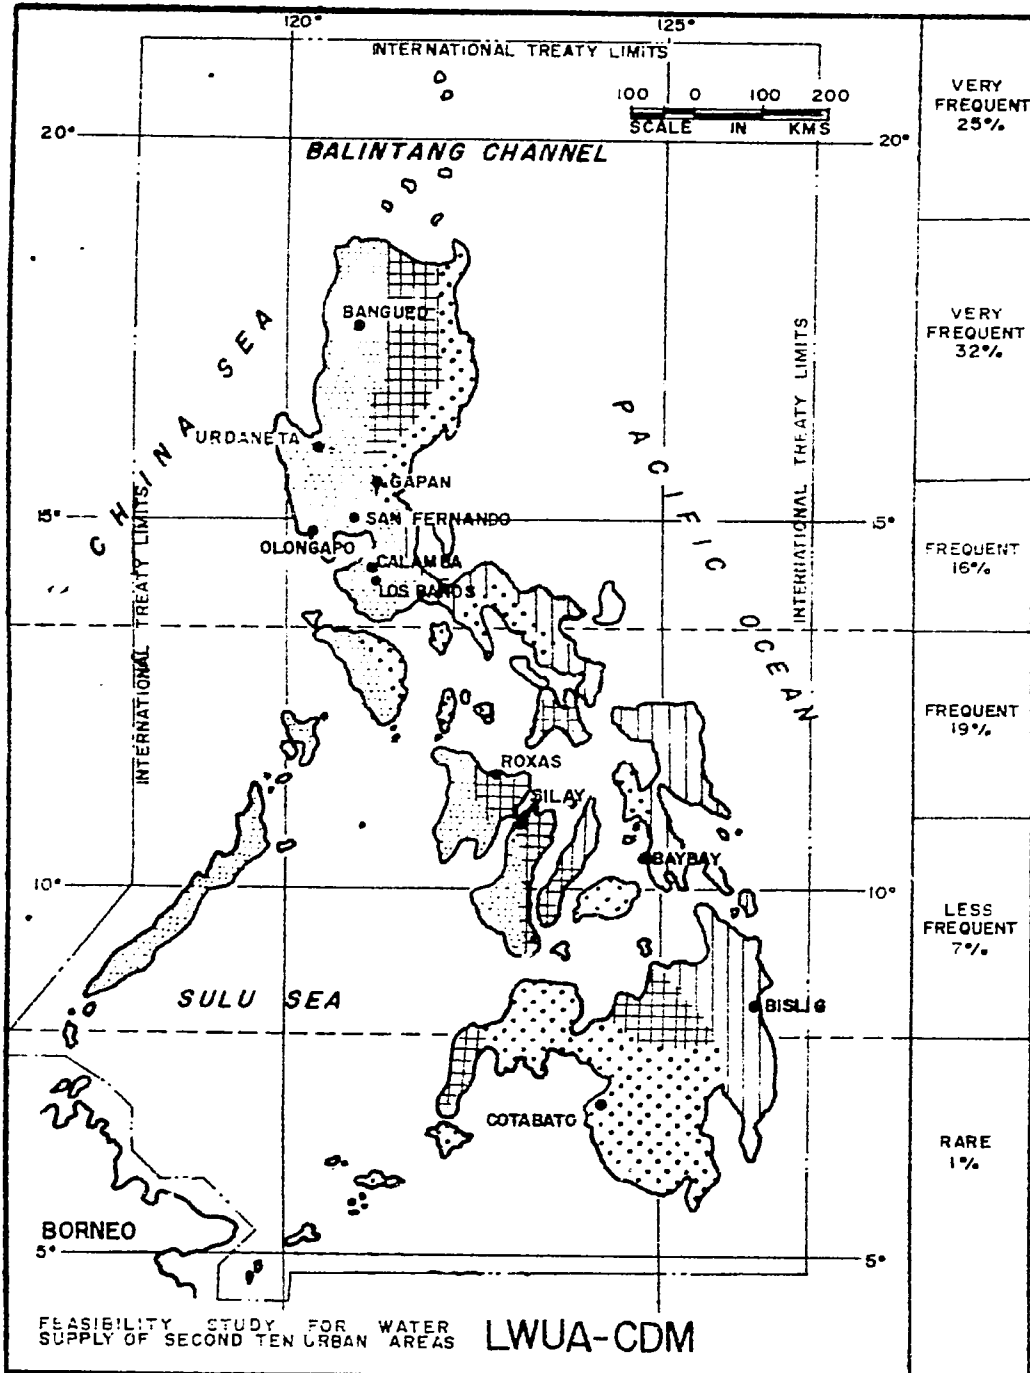 120°
125°
INTERNATIONAL TREATY LIMITS
100 0 100 200
SCALE IN KMS
20°
20°
BALINTANG CHANNEL
VERY
FREQUENT
25%
BANGUED
CHINA SEA
VERY
FREQUENT
32%
PACIFIC OCEAN
INTERNATIONAL TREATY LIMITS
URDANETA
GAPAN
15°
SAN FERNANDO
15°
OLONGAPO
CALAMBA
LOS BAÑOS
INTERNATIONAL TREATY LIMITS
FREQUENT
16%
FREQUENT
19%
ROXAS
SILAY
BAYBAY
10°
10°
LESS
FREQUENT
7%
SULU SEA
BISLIG
COTABATO
RARE
1%
BORNEO
5°
5°
FEASIBILITY STUDY FOR WATER
SUPPLY OF SECOND TEN URBAN AREAS
LWUA-CDM